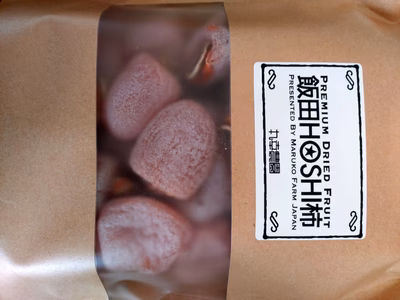 PREMIUM DRIED FRUIT
飯田HOSHI柿
PRESENTED BY MARUKO FARM JAPAN